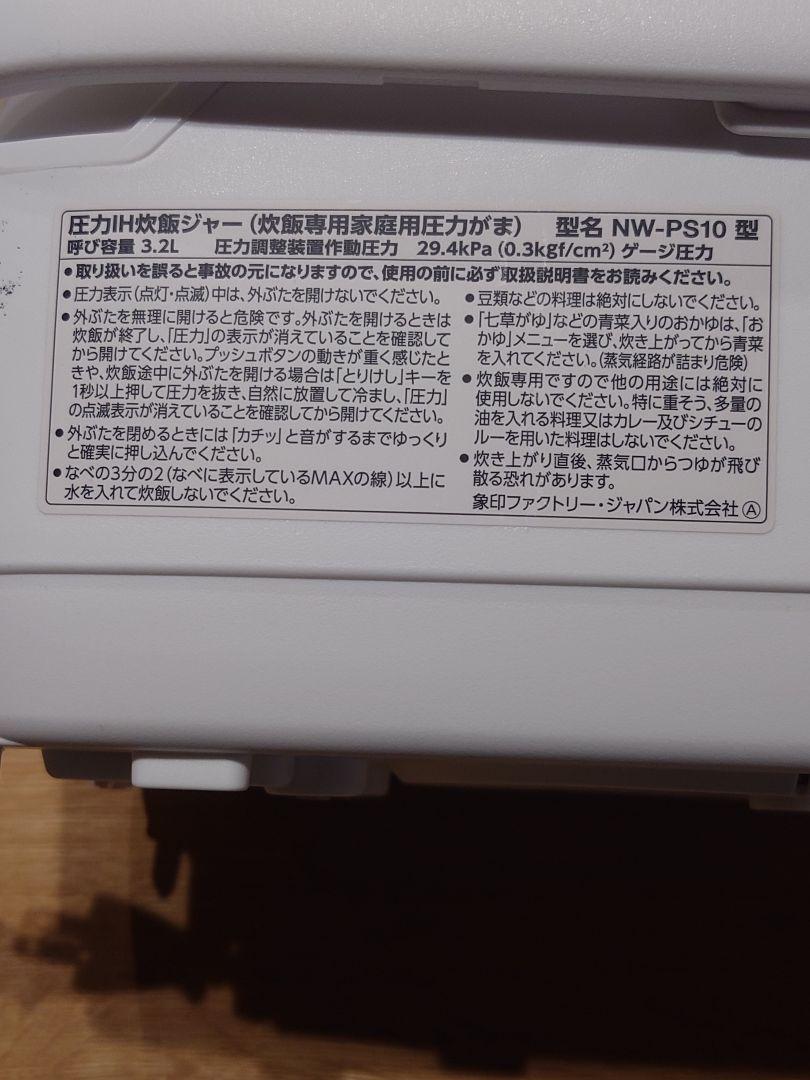 圧力IH炊飯ジャー(炊飯専用家庭用圧力がま) 型名 NW-PS10 型
呼び容量 3.2L 圧力調整装置作動圧力 29.4kPa (0.3kgf/cm²) ゲージ圧力
●取り扱いを誤ると事故の元になりますので、使用の前に必ず取扱説明書をお読みください。
●圧力表示(点灯・点滅)中は、外ぶたを開けないでください。
●外ぶたを無理に開けると危険です。外ぶたを開けるときは
炊飯が終了し、「圧力」の表示が消えていることを確認して
から開けてください。プッシュボタンの動きが重く感じたと
きや、炊飯途中に外ぶたを開ける場合は「とりけし」キーを
1秒以上押して圧力を抜き、自然に放置して冷まし、「圧力」
の点滅表示が消えていることを確認してから開けてください。
●外ぶたを閉めるときには「カチッ」と音がするまでゆっくり
と確実に押し込んでください。
●なべの3分の2(なべに表示しているMAXの線)以上に
水を入れて炊飯しないでください。
●豆類などの料理は絶対にしないでください。
●「七草がゆ」などの青菜入りのおかゆは、「お
かゆ」メニューを選び、炊き上がってから青菜
を入れてください。(蒸気経路が詰まり危険)
●炊飯専用ですので他の用途には絶対に
使用しないでください。特に重そう、多量の
油を入れる料理又はカレー及びシチューの
ルーを用いた料理はしないでください。
●炊き上がり直後、蒸気口からつゆが飛び
散る恐れがあります。
象印ファクトリー・ジャパン株式会社Ⓐ